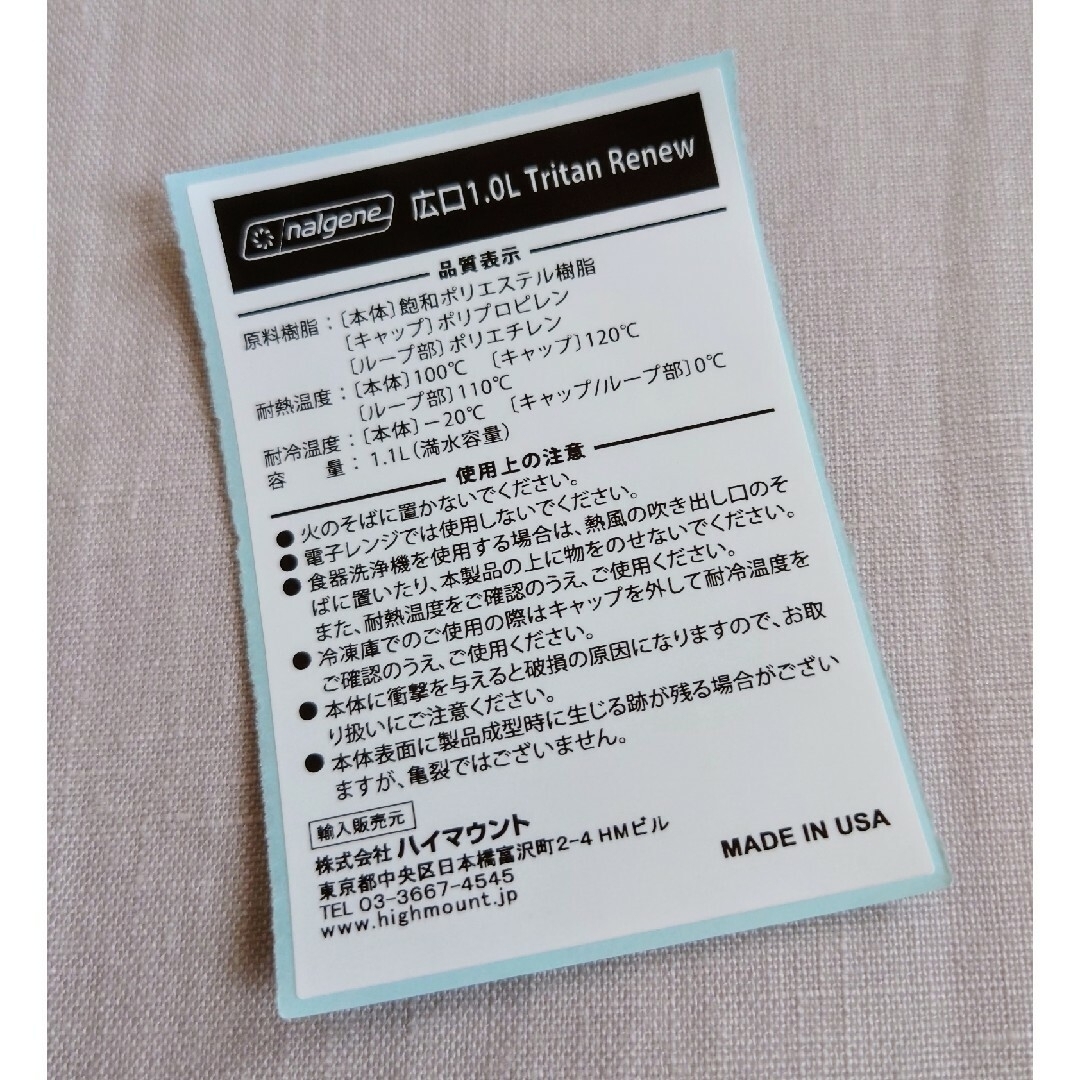 nalgene 広口1.0L Tritan Renew
品質表示
原料樹脂：〔本体〕飽和ポリエステル樹脂
〔キャップ〕ポリプロピレン
〔ループ部〕ポリエチレン
耐熱温度：〔本体〕100℃ 〔キャップ〕120℃
〔ループ部〕110℃
耐冷温度：〔本体〕−20℃ 〔キャップ/ループ部〕0℃
容 量：1.1L（満水容量）
使用上の注意
●火のそばに置かないでください。
●電子レンジでは使用しないでください。
●食器洗浄機を使用する場合は、熱風の吹き出し口のそ
ばに置いたり、本製品の上に物をのせないでください。
また、耐熱温度をご確認のうえ、ご使用ください。
●冷凍庫でのご使用の際はキャップを外して耐冷温度を
ご確認のうえ、ご使用ください。
●本体に衝撃を与えると破損の原因になりますので、お取
り扱いにご注意ください。
●本体表面に製品成型時に生じる跡が残る場合がござい
ますが、亀裂ではございません。
輸入販売元
株式会社 ハイマウント
東京都中央区日本橋富沢町2-4 HMビル
TEL 03-3667-4545
www.highmount.jp
MADE IN USA